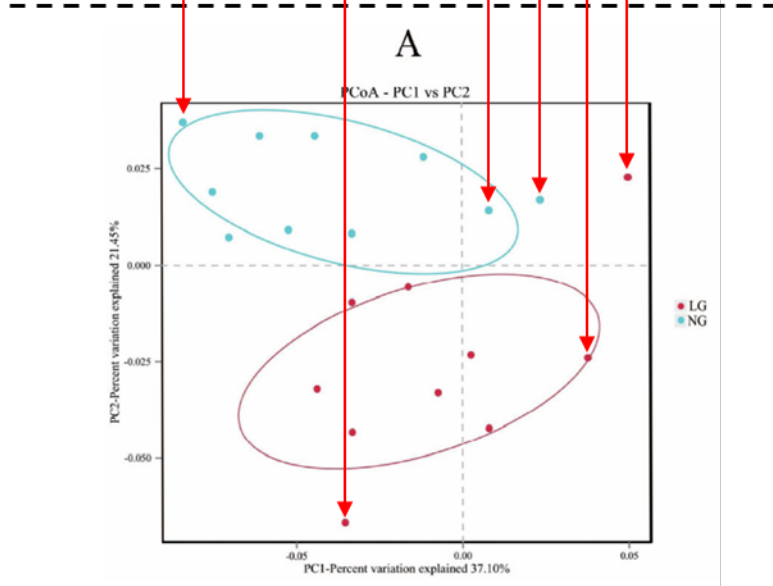 A
PCoA - PC1 vs PC2
0.025
0.000
-0.025
-0.050
PC2-Percent variation explained 21.45%
-0.05
0.00
0.05
PC1-Percent variation explained 37.10%
LG
NG